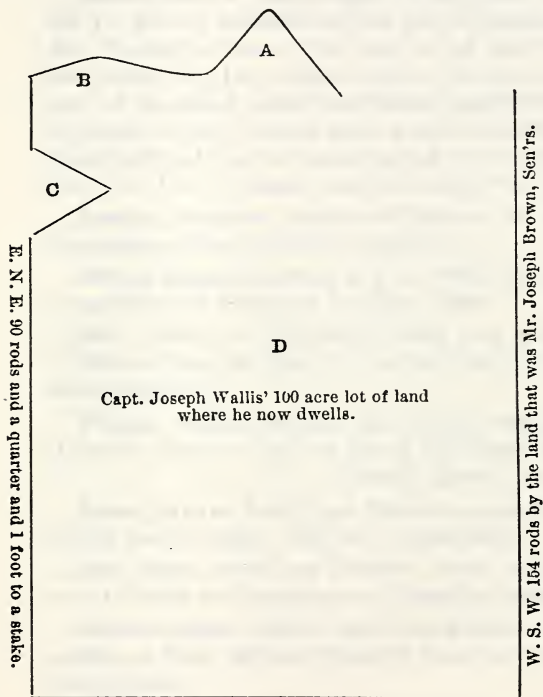 A
B
C
D
Capt. Joseph Wallis' 100 acre lot of land
where he now dwells.
E. N. E. 90 rods and a quarter and 1 foot to a stake.
W. S. W. 154 rods by the land that was Mr. Joseph Brown, Sen'rs.